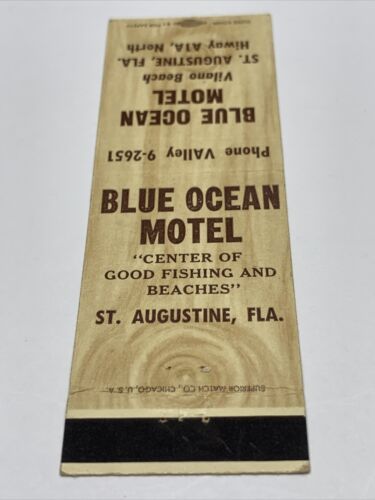 BLUE OCEAN
MOTEL
"CENTER OF
GOOD FISHING AND
BEACHES"
ST. AUGUSTINE, FLA.
SUPERIOR MATCH CO., CHICAGO, U.S.A.
Phone VAlley 9-2651
BLUE OCEAN
MOTEL
Vilano Beach
ST. AUGUSTINE, FLA.
Hiway A1A, North